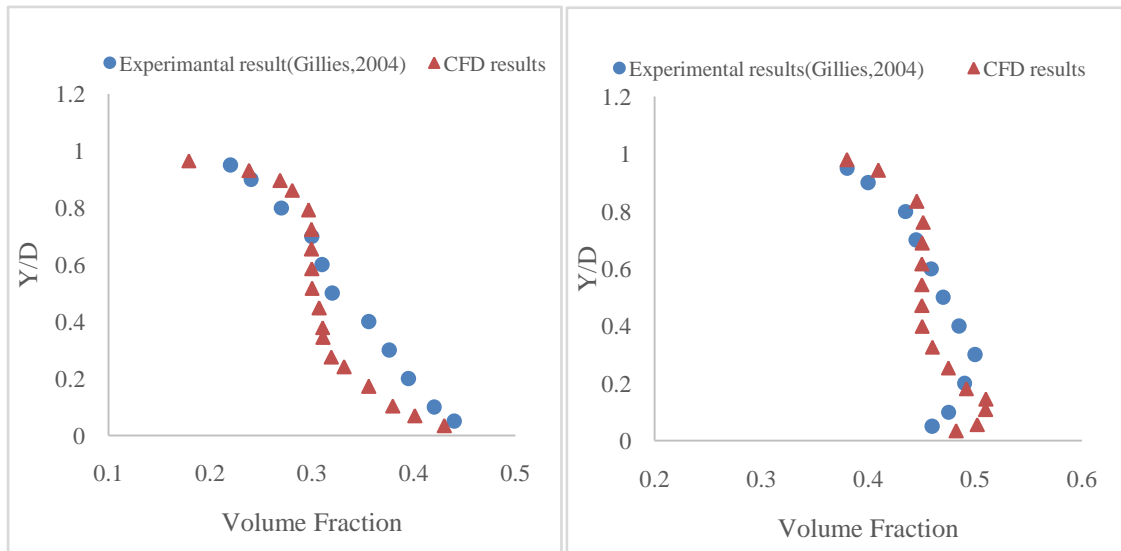 Experimantal result(Gillies,2004) CFD results
1.2
1
0.8
0.6
0.4
0.2
0
Y/D
0.1 0.2 0.3 0.4 0.5
Volume Fraction
Experimental results(Gillies,2004) CFD results
1.2
1
0.8
0.6
0.4
0.2
0
Y/D
0.2 0.3 0.4 0.5 0.6
Volume Fraction